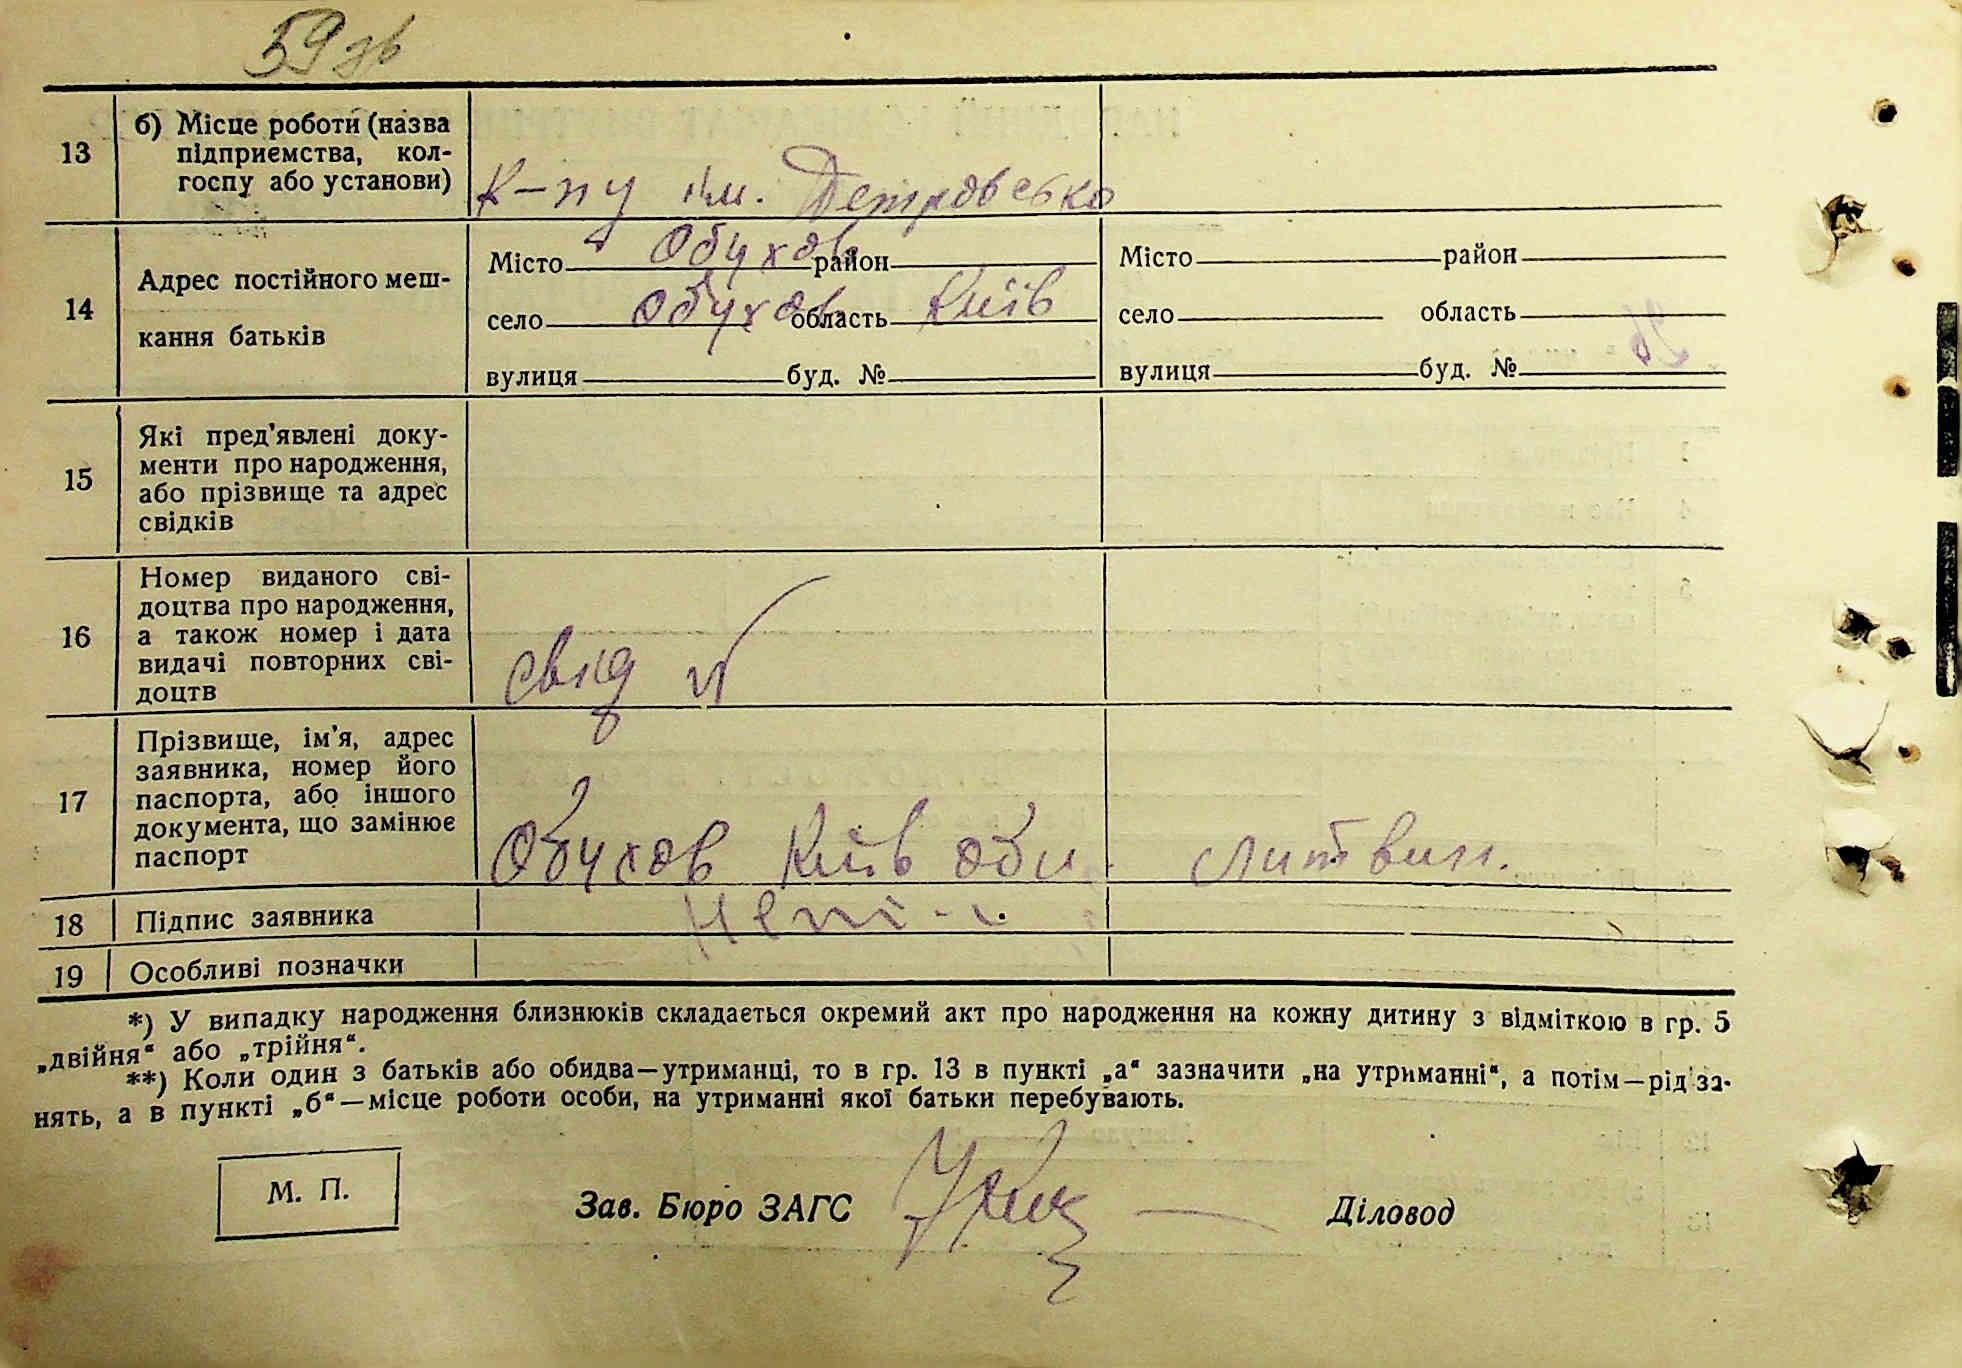 59 зв
13
б) Місце роботи (назва
підприємства, кол-
госпу або установи)
К-пу ім. Петровсько
14
Адрес постійного меш-
кання батьків
Місто Обухов район
село Обухов область Київ
вулиця буд. №
Місто район
село область
вулиця буд. №
15
Які пред'явлені доку-
менти про народження,
або прізвище та адрес
свідків
16
Номер виданого сві-
доцтва про народження,
а також номер і дата
видачі повторних сві-
доцтв
свид
17
Прізвище, ім'я, адрес
заявника, номер його
паспорта, або іншого
документа, що замінює
паспорт
Обухов Київ обл. Литвин.
18 Підпис заявника
19 Особливі позначки
*) У випадку народження близнюків складається окремий акт про народження на кожну дитину з відміткою в гр. 5
„двійня“ або „трійня“.
**) Коли один з батьків або обидва—утриманці, то в гр. 13 в пункті „а“ зазначити „на утриманні“, а потім—рід за-
нять, а в пункті „б“—місце роботи особи, на утриманні якої батьки перебувають.
М. П.
Зав. Бюро ЗАГС
Діловод